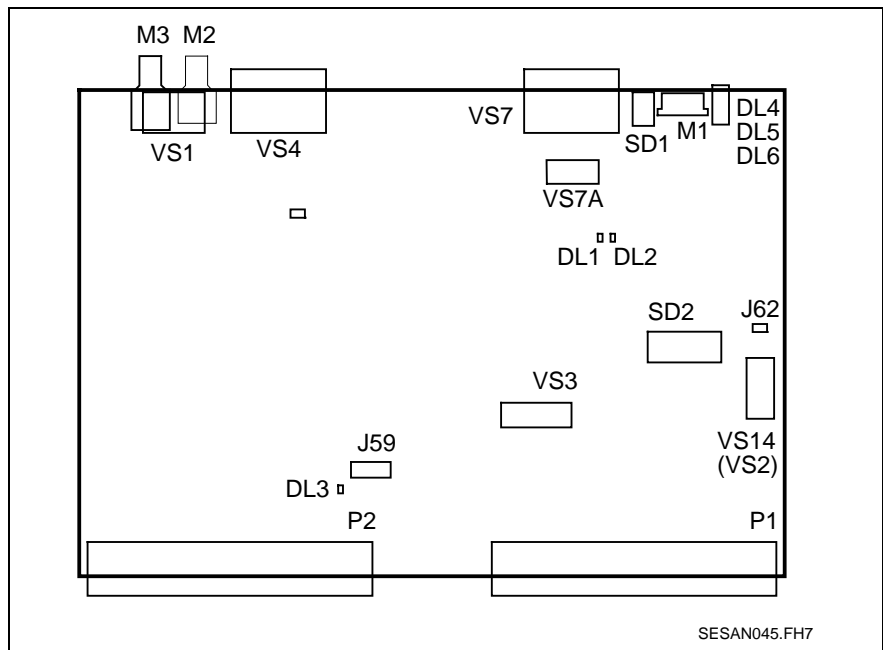 M3 M2
VS1
VS4
VS7
SD1
M1
DL4
DL5
DL6
VS7A
DL1 DL2
SD2
J62
VS3
VS14
(VS2)
J59
DL3
P2
P1
SESAN045.FH7